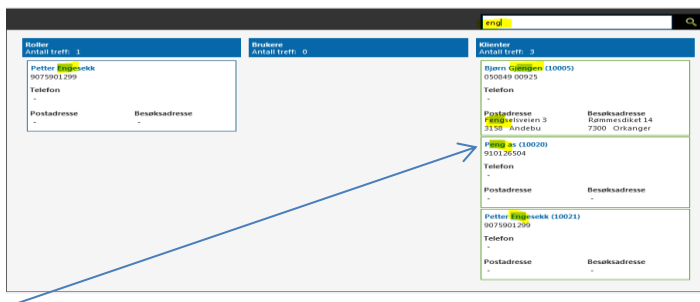 eng
Roller
Antall treff: 1
Petter Engesekk
9075901299
Telefon
-
Postadresse Besøksadresse
- -
Brukere
Antall treff: 0
Klienter
Antall treff: 3
Bjørn Gjengen (10005)
050849 00925
Telefon
-
Postadresse Besøksadresse
Fengselsveien 3 Rømmesdiket 14
3158 Andebu 7300 Orkanger
Peng as (10020)
910126504
Telefon
-
Postadresse Besøksadresse
- -
Petter Engesekk (10021)
9075901299
Telefon
-
Postadresse Besøksadresse
- -